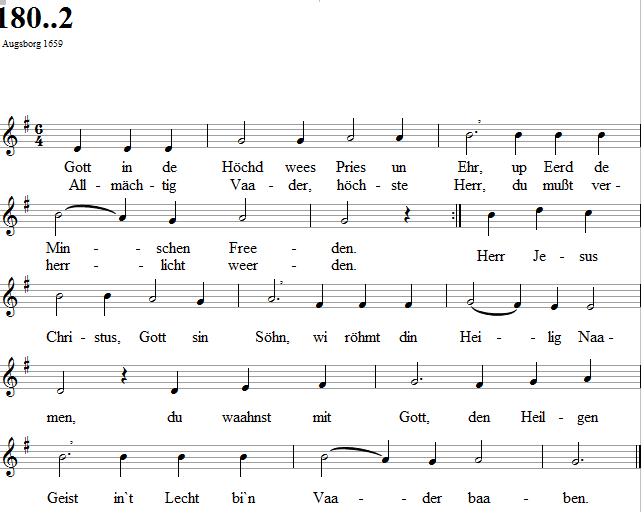 180..2
Augsborg 1659
6
4
Gott in de Höchd wees Pries un Ehr, up Eerd de
All - mächt - tig Vaa - der, höch - ste Herr, du mußt ver-
Min - - schen Free - den. Herr Je - sus
herr - - licht weer - den.
Chri - stus, Gott sin Söhn, wi röhmt din Hei - - lig Naa -
men, du waahnst mit Gott, den Heil - gen
Geist in`t Lecht bi`n Vaa - - der baa - ben.